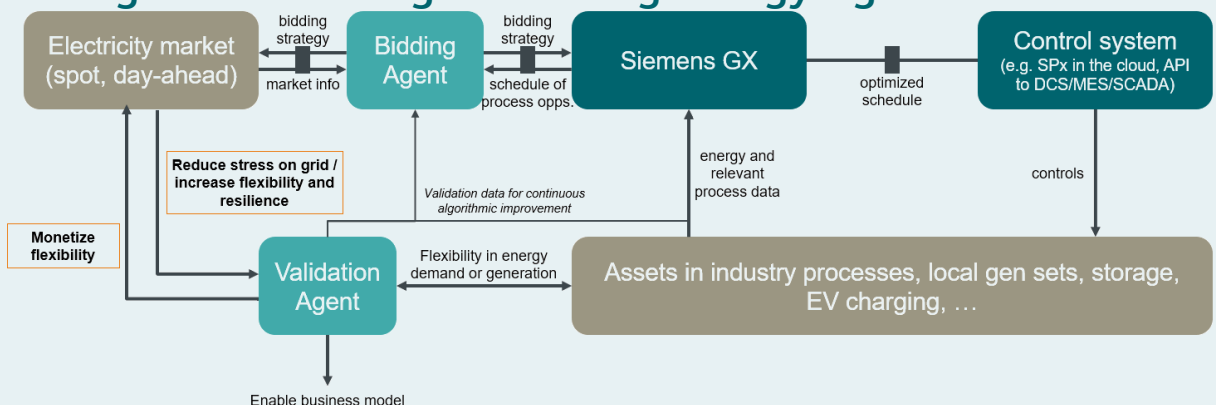 Electricity market
(spot, day-ahead)
bidding
strategy
market info
Bidding
Agent
bidding
strategy
schedule of
process opps.
Siemens GX
optimized
schedule
Control system
(e.g. SPx in the cloud, API
to DCS/MES/SCADA)
Reduce stress on grid /
increase flexibility and
resilience
Validation data for continuous
algorithmic improvement
energy and
relevant
process data
controls
Monetize
flexibility
Validation
Agent
Flexibility in energy
demand or generation
Assets in industry processes, local gen sets, storage,
EV charging, …
Enable business model